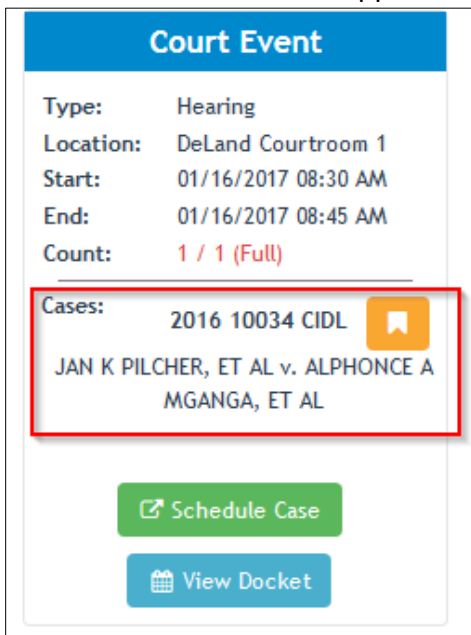 Court Event
Type: Hearing
Location: DeLand Courtroom 1
Start: 01/16/2017 08:30 AM
End: 01/16/2017 08:45 AM
Count: 1 / 1 (Full)
Cases: 2016 10034 CIDL
JAN K PILCHER, ET AL v. ALPHONCE A
MGANGA, ET AL
Schedule Case
View Docket